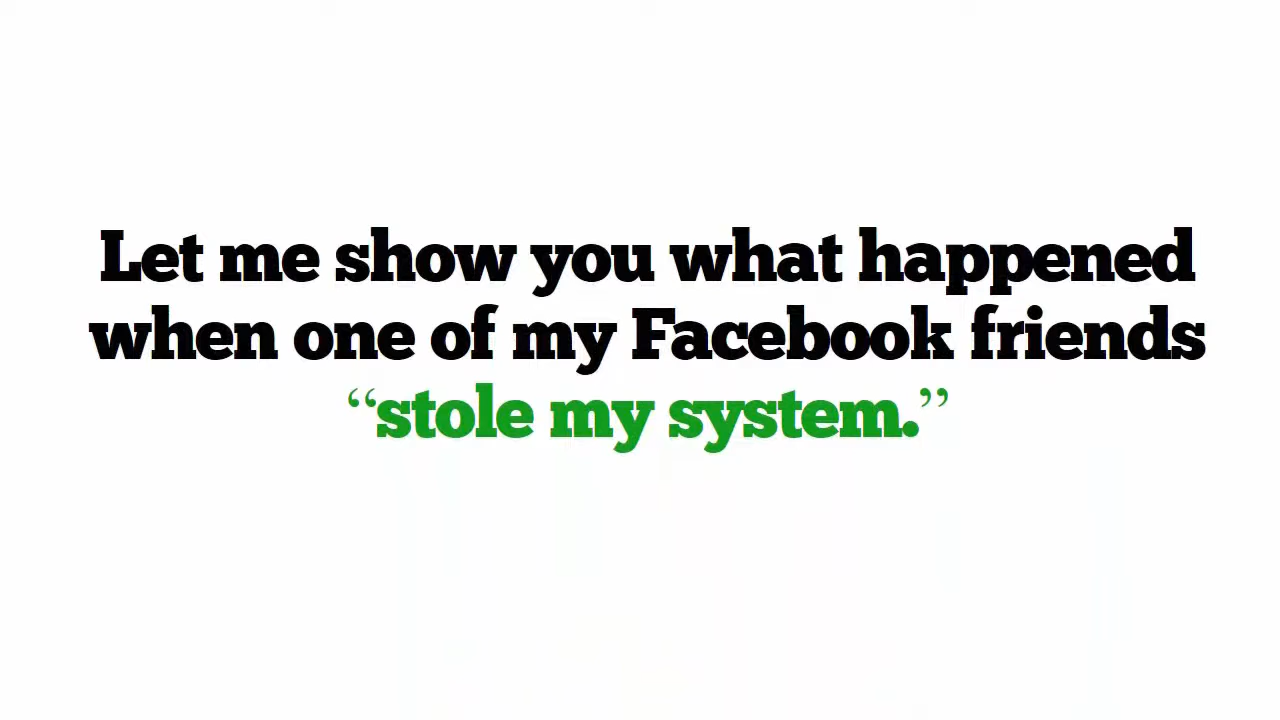 Let me show you what happened
when one of my Facebook friends
“stole my system.”